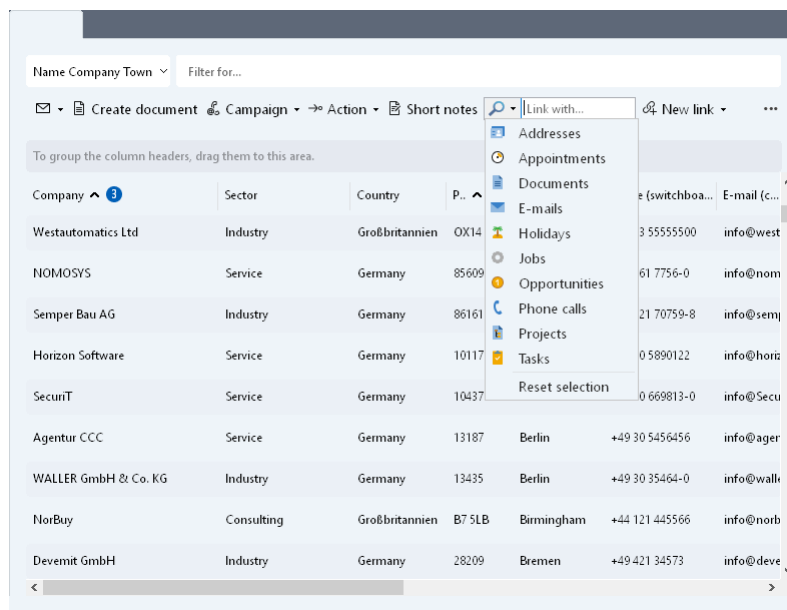 Name Company Town Filter for...
Create document Campaign Action Short notes Link with... New link ...
To group the column headers, drag them to this area.
Company 3 Sector Country P.. (switchboa... E-mail (c...
Westautomatics Ltd Industry Großbritannien OX14 3 55555500 info@west
NOMOSYS Service Germany 85609 61 7756-0 info@nom
Semper Bau AG Industry Germany 86161 21 70759-8 info@semp
Horizon Software Service Germany 10117 0 5890122 info@horiz
SecuriT Service Germany 10437 0 669813-0 info@Secu
Agentur CCC Service Germany 13187 Berlin +49 30 5456456 info@agen
WALLER GmbH & Co. KG Industry Germany 13435 Berlin +49 30 35464-0 info@walle
NorBuy Consulting Großbritannien B7 5LB Birmingham +44 121 445566 info@norb
Devemit GmbH Industry Germany 28209 Bremen +49 421 34573 info@deve
Addresses
Appointments
Documents
E-mails
Holidays
Jobs
Opportunities
Phone calls
Projects
Tasks
Reset selection